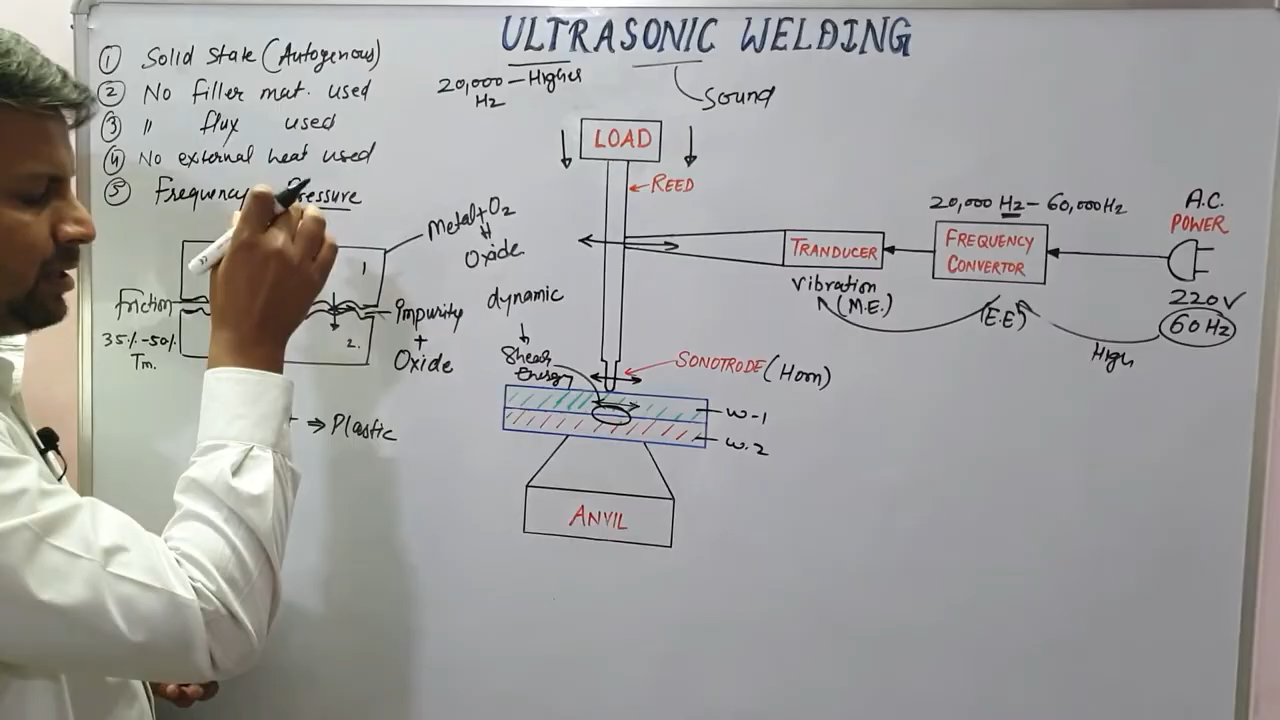 ULTRASONIC WELDING
20,000 - Higher
Hz
Sound
① Solid State (Autogenous)
② No filler mat. used
③ " flux used
④ No external heat used
⑤ Frequency Pressure
LOAD
REED
Metal + O2
Oxide
1
friction
Impurity
+
Oxide
35% - 50%
Tm.
2.
⇒ Plastic
dynamic
Shear
Energy
SONOTRODE (Horn)
W-1
W.2
ANVIL
TRANDUCER
vibration
(M.E.)
20,000 Hz - 60,000Hz
FREQUENCY
CONVERTOR
(E.E)
A.C.
POWER
220V
60 Hz
High